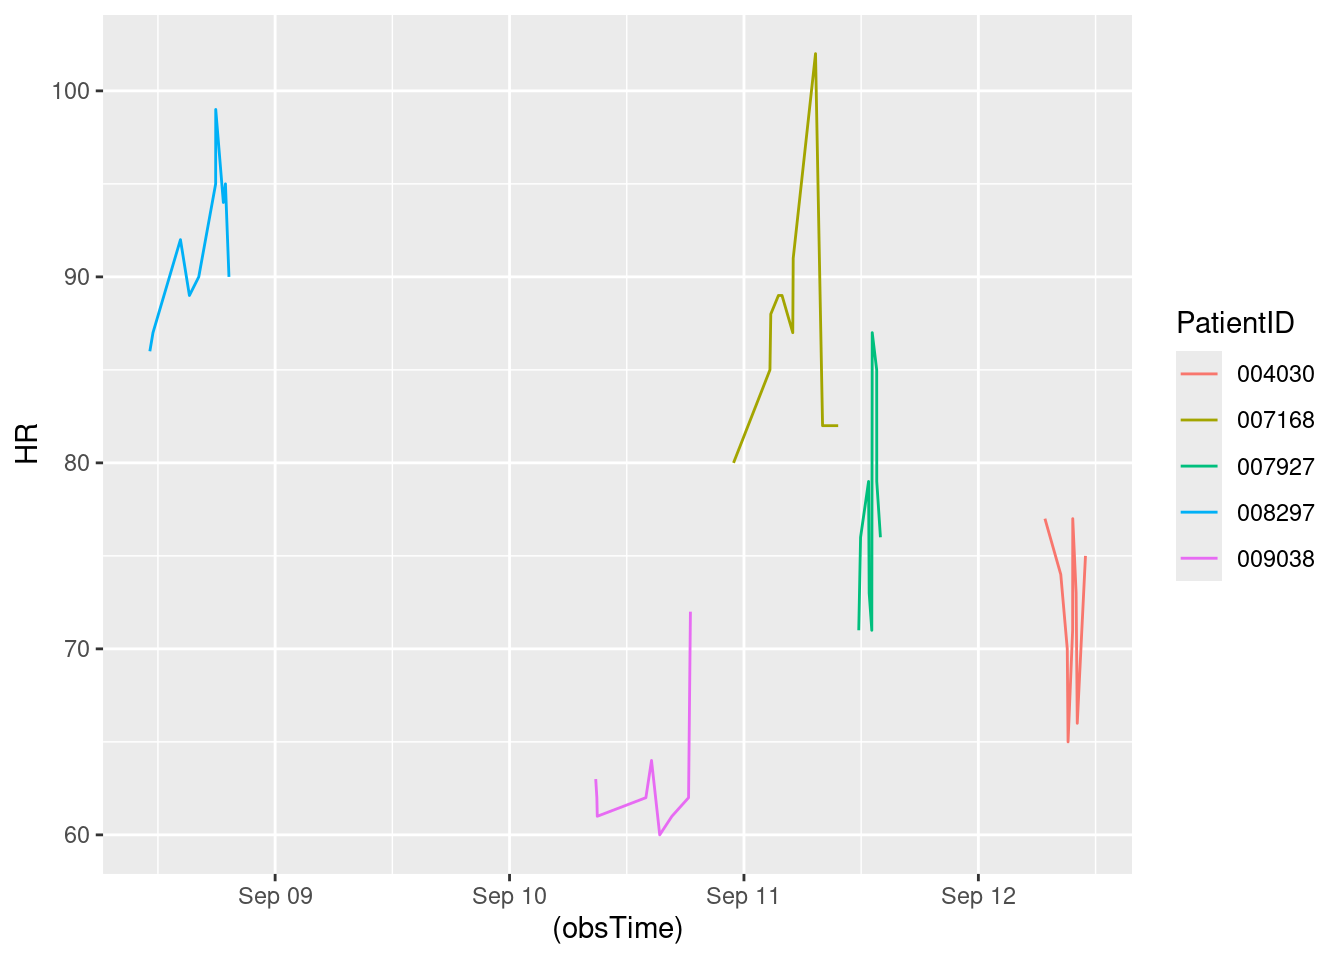 100
90
80
70
60
HR
Sep 09
Sep 10
Sep 11
Sep 12
(obsTime)
PatientID
004030
007168
007927
008297
009038